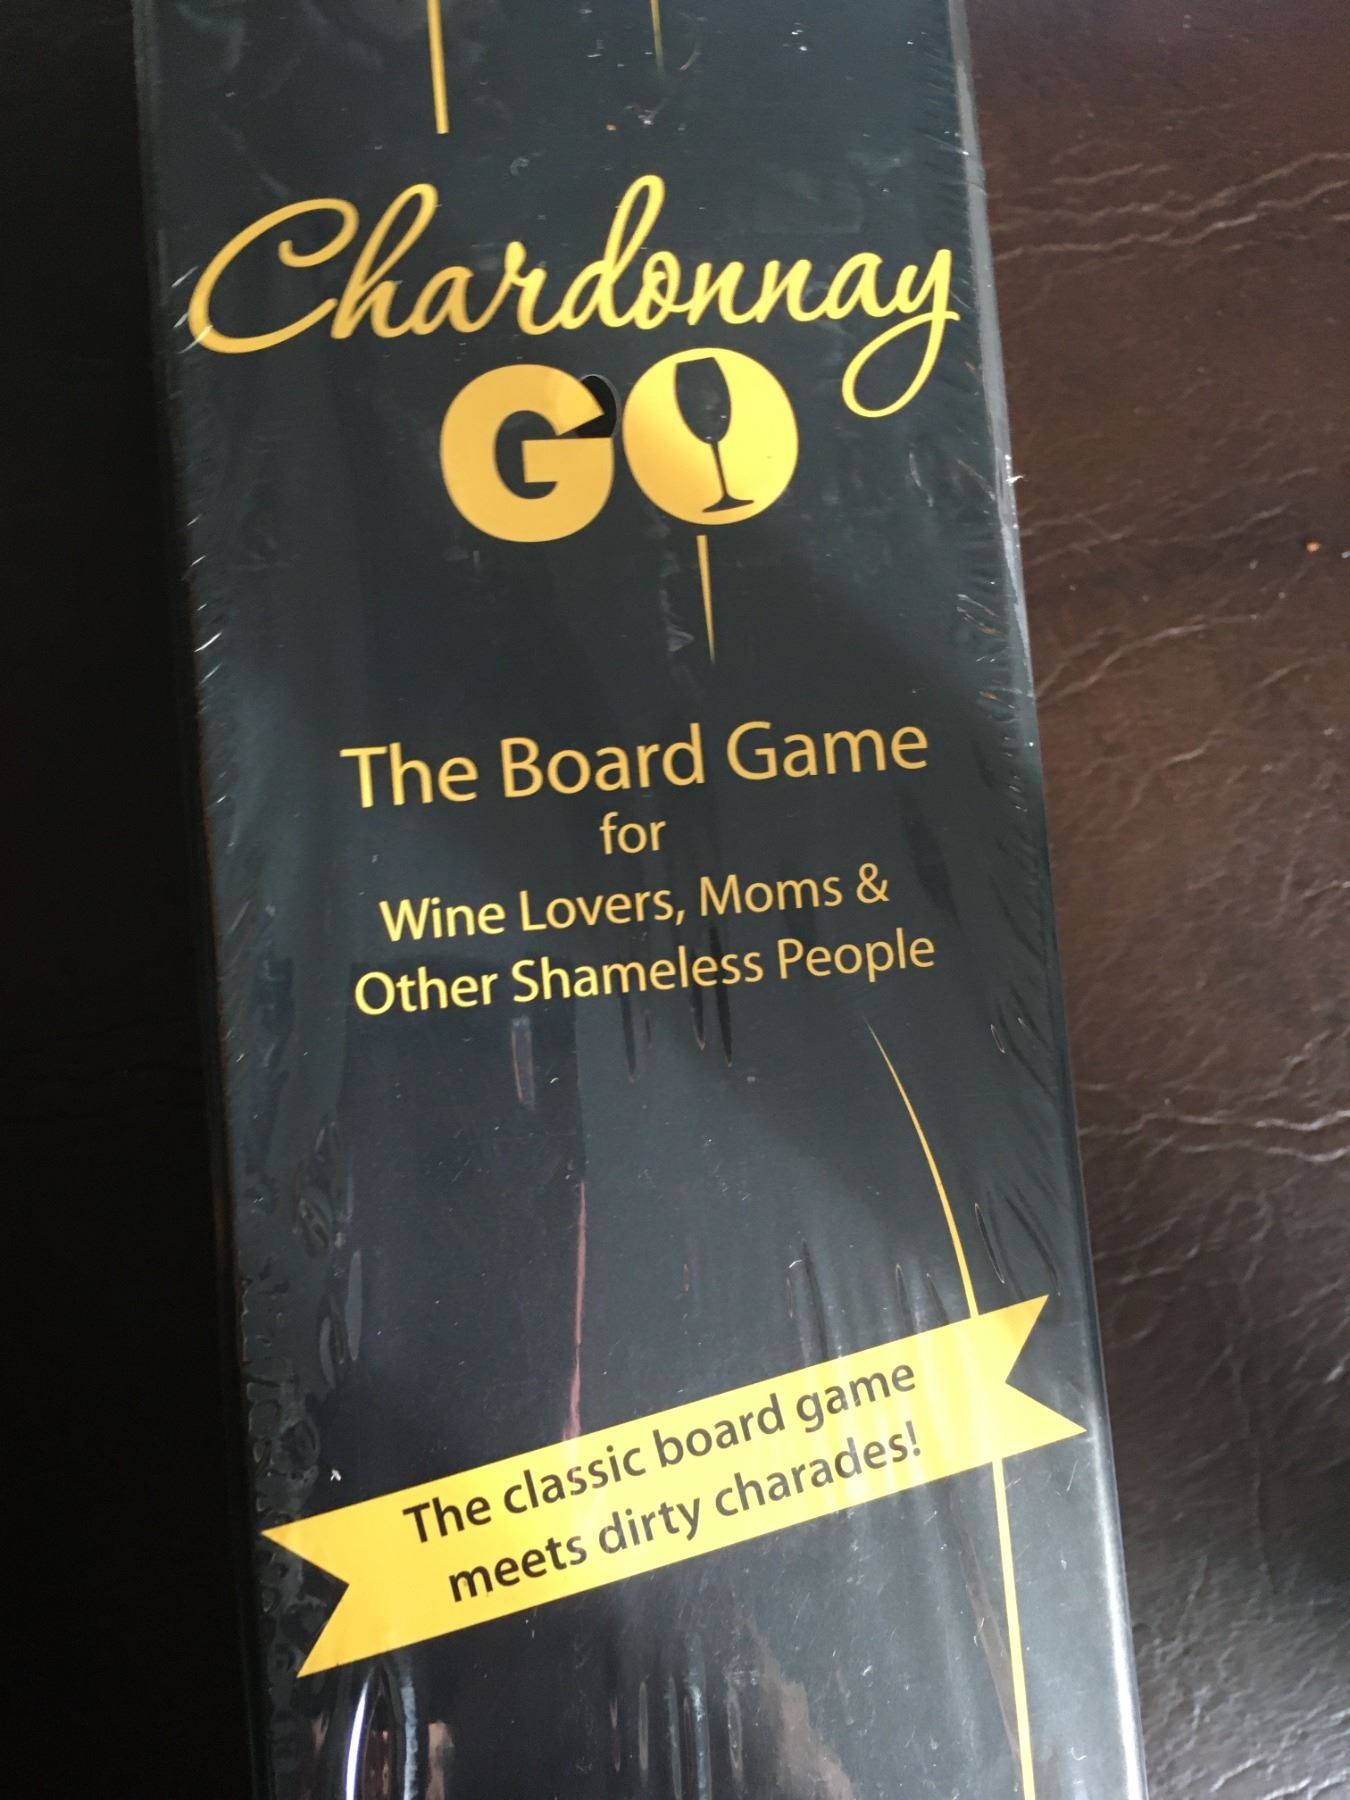 Chardonnay
GO
The Board Game
for
Wine Lovers, Moms &
Other Shameless People
The classic board game
meets dirty charades!